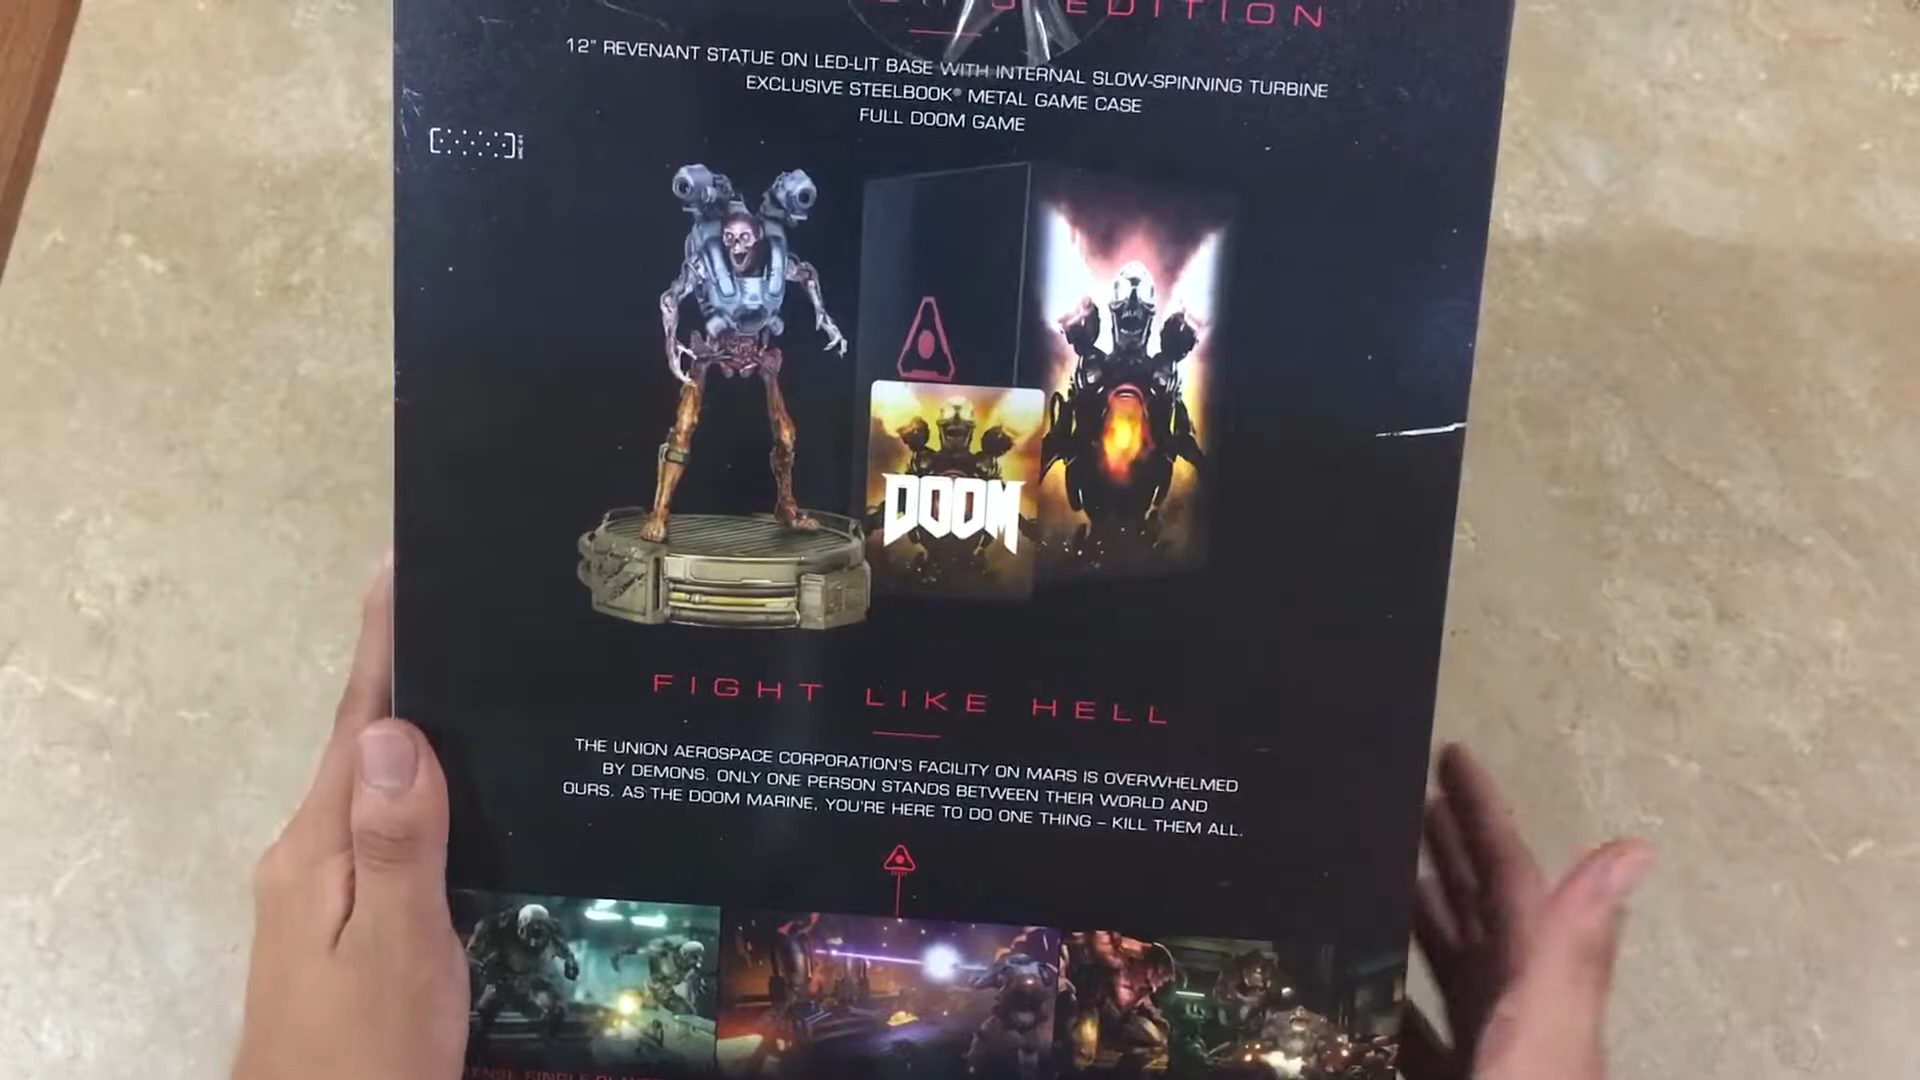 EDITION
12" REVENANT STATUE ON LED-LIT BASE WITH INTERNAL SLOW-SPINNING TURBINE
EXCLUSIVE STEELBOOK® METAL GAME CASE
FULL DOOM GAME
DOOM
FIGHT LIKE HELL
THE UNION AEROSPACE CORPORATION'S FACILITY ON MARS IS OVERWHELMED
BY DEMONS. ONLY ONE PERSON STANDS BETWEEN THEIR WORLD AND
OURS. AS THE DOOM MARINE, YOU'RE HERE TO DO ONE THING – KILL THEM ALL.
SINGLE